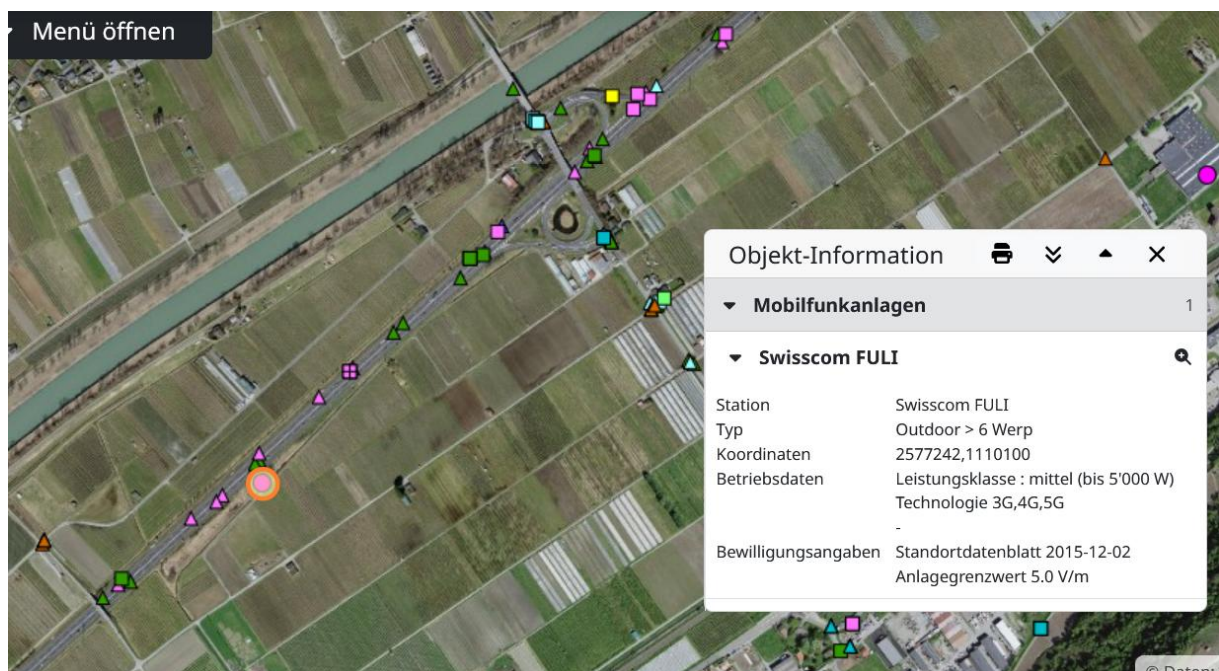 Menü öffnen
Objekt-Information
Mobilfunkanlagen 1
Swisscom FULI
Station Swisscom FULI
Typ Outdoor > 6 Werp
Koordinaten 2577242,1110100
Betriebsdaten Leistungsklasse : mittel (bis 5'000 W)
Technologie 3G,4G,5G
-
Bewilligungsangaben Standortdatenblatt 2015-12-02
Anlagegrenzwert 5.0 V/m